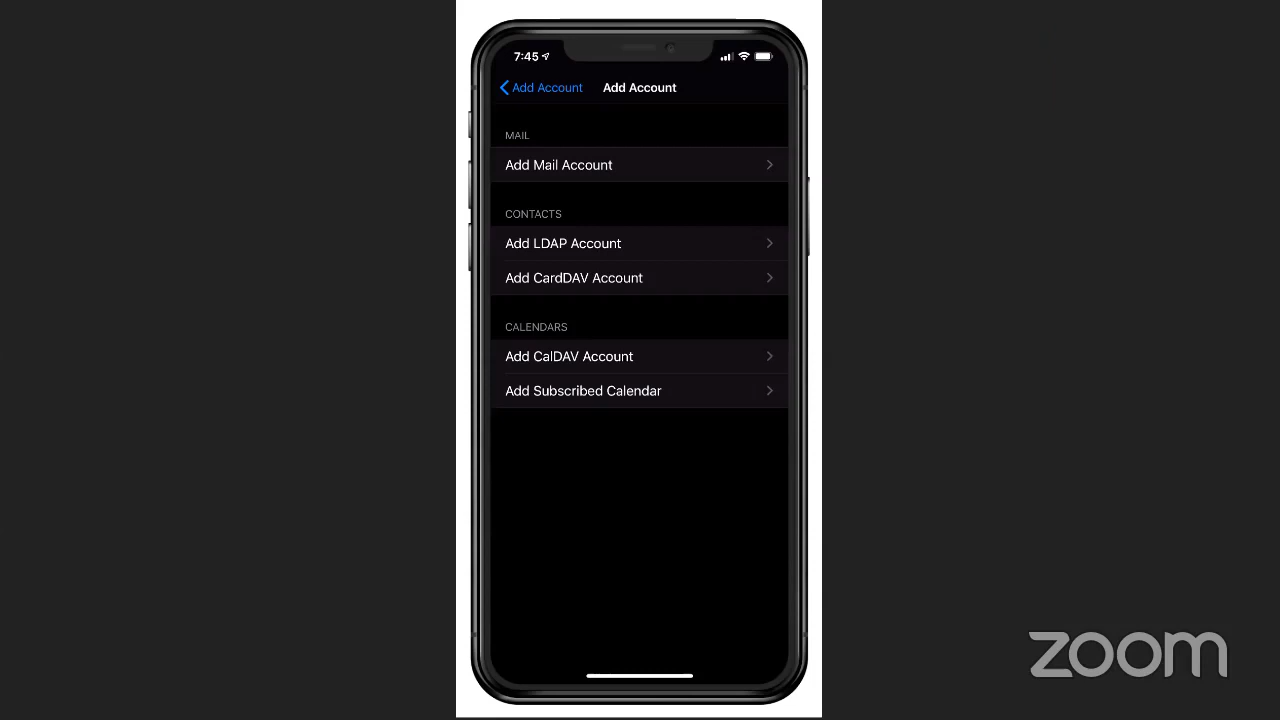 7:45
Add Account
Add Account
MAIL
Add Mail Account
CONTACTS
Add LDAP Account
Add CardDAV Account
CALENDARS
Add CalDAV Account
Add Subscribed Calendar
zoom